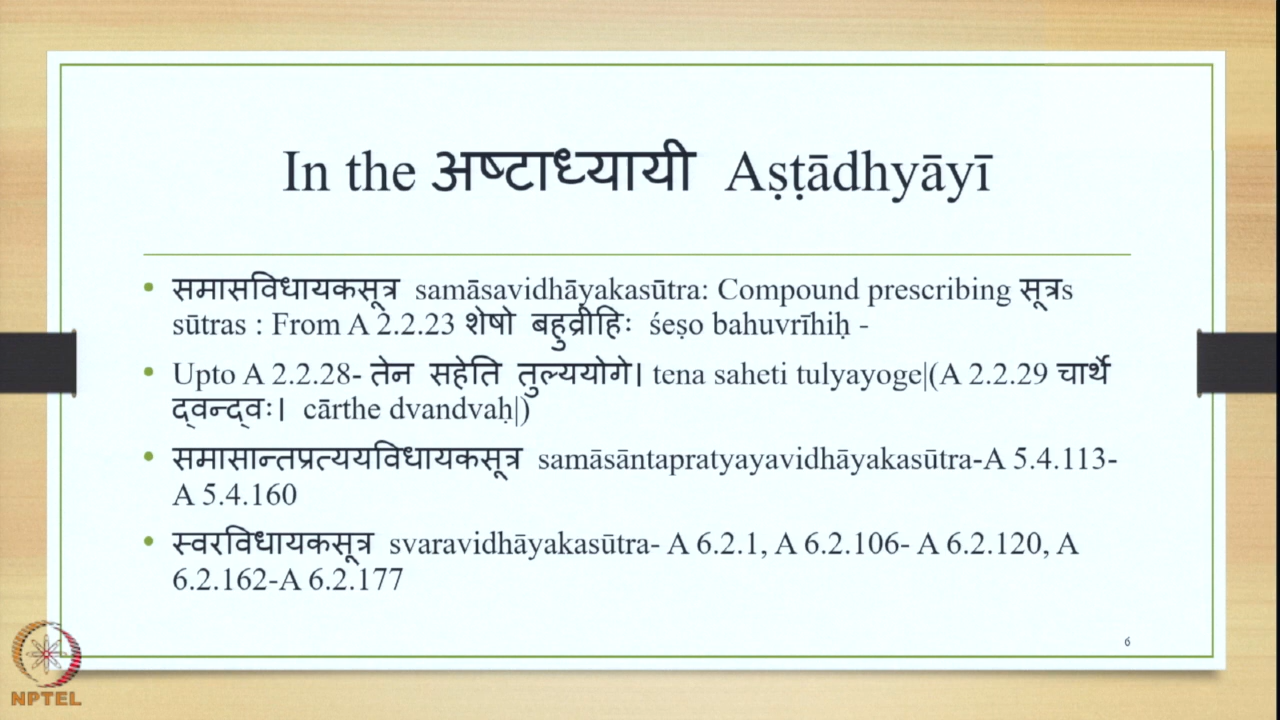 In the अष्टाध्यायी Aṣṭādhyāyī
• समासविधायकसूत्र samāsavidhāyakasūtra: Compound prescribing सूत्रs
sūtras : From A 2.2.23 शेषो बहुव्रीहिः śeṣo bahuvrīhiḥ -
• Upto A 2.2.28- तेन सहेति तुल्ययोगे। tena saheti tulyayoge|(A 2.2.29 चार्थे
द्वन्द्वः। cārthe dvandvaḥ|)
• समासान्तप्रत्ययविधायकसूत्र samāsāntapratyayavidhāyakasūtra-A 5.4.113-
A 5.4.160
• स्वरविधायकसूत्र svaravidhāyakasūtra- A 6.2.1, A 6.2.106- A 6.2.120, A
6.2.162-A 6.2.177
6
NPTEL